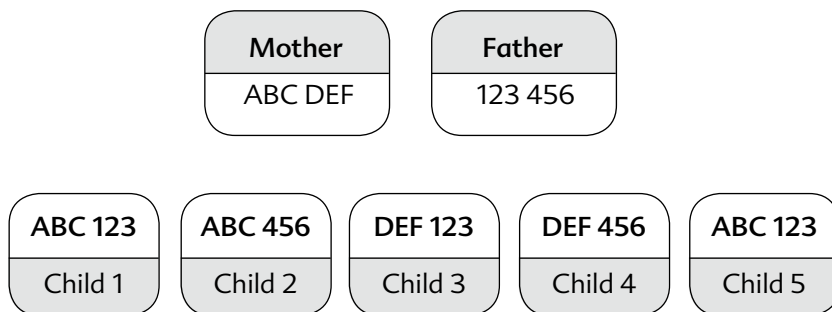 Mother
Father
ABC DEF
123 456
ABC 123
ABC 456
DEF 123
DEF 456
ABC 123
Child 1
Child 2
Child 3
Child 4
Child 5